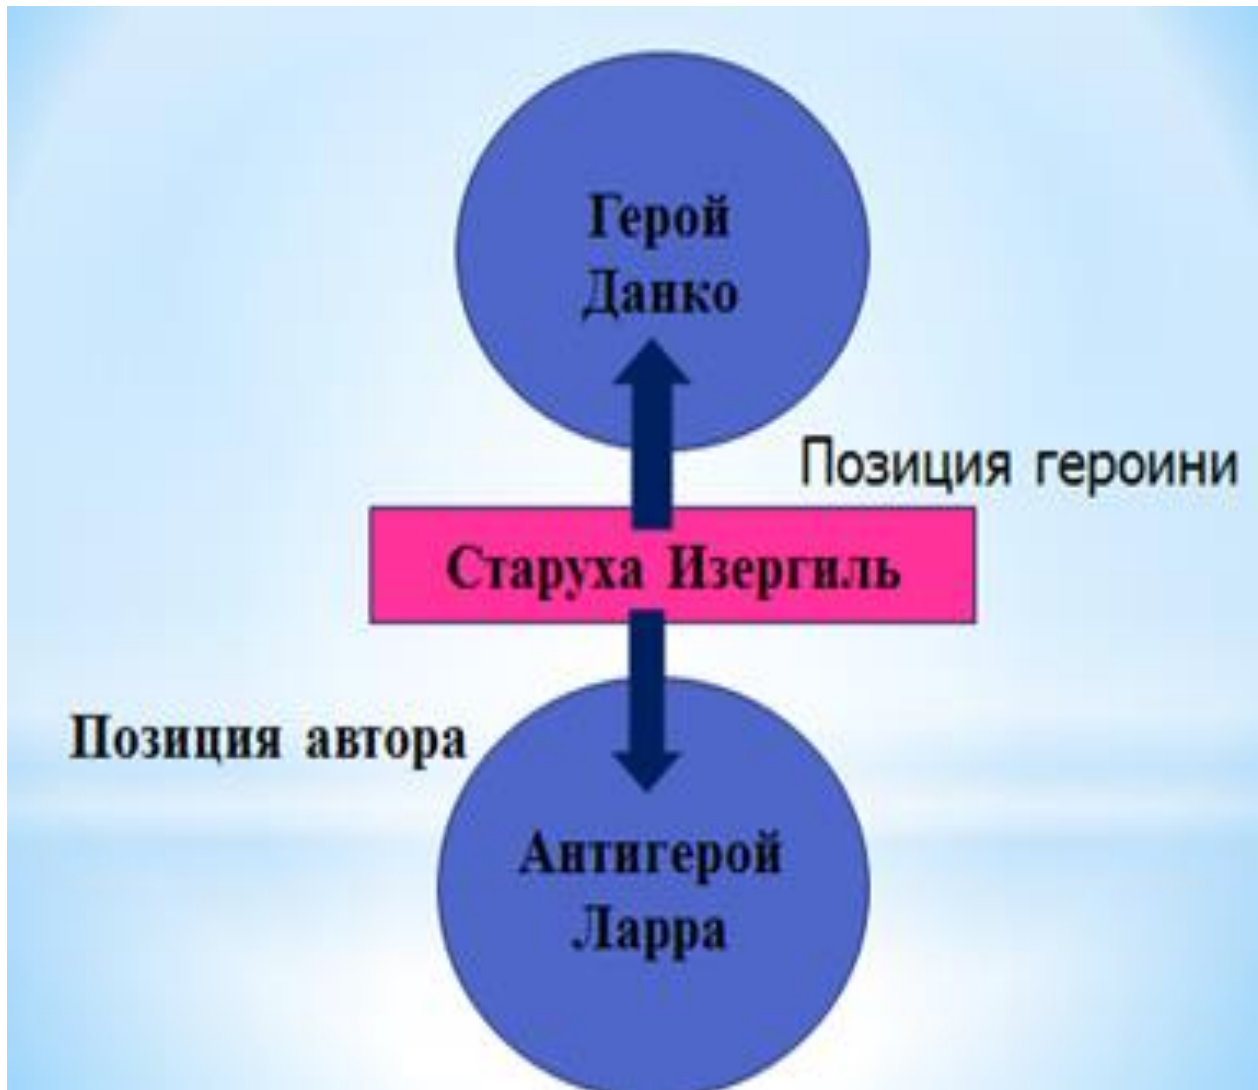 Герой
Данко
Позиция героини
Старуха Изергиль
Позиция автора
Антигерой
Ларра